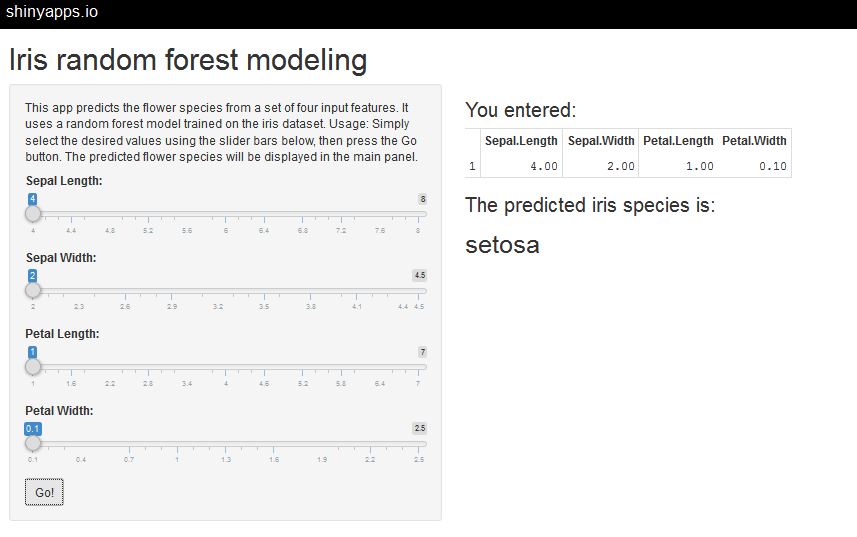 shinyapps.io
Iris random forest modeling
This app predicts the flower species from a set of four input features. It
uses a random forest model trained on the iris dataset. Usage: Simply
select the desired values using the slider bars below, then press the Go
button. The predicted flower species will be displayed in the main panel.
Sepal Length:
4 8
4 4.4 4.8 5.2 5.6 6 6.4 6.8 7.2 7.6 8
Sepal Width:
2 4.5
2 2.3 2.6 2.9 3.2 3.5 3.8 4.1 4.4 4.5
Petal Length:
1 7
1 1.6 2.2 2.8 3.4 4 4.6 5.2 5.8 6.4 7
Petal Width:
0.1 2.5
0.1 0.4 0.7 1 1.3 1.6 1.9 2.2 2.5
Go!
You entered:
Sepal.Length Sepal.Width Petal.Length Petal.Width
1 4.00 2.00 1.00 0.10
The predicted iris species is:
setosa